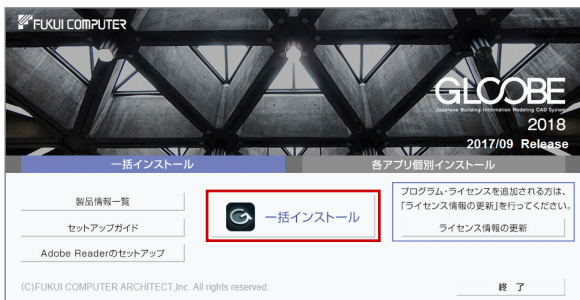 FUKUI COMPUTER
GLOOBE
Japanese Building Information Modeling CAD System
2018
2017/09 Release
一括インストール
各アプリ個別インストール
製品情報一覧
セットアップガイド
Adobe Readerのセットアップ
一括インストール
プログラム・ライセンスを追加される方は、
「ライセンス情報の更新」を行ってください。
ライセンス情報の更新
(C)FUKUI COMPUTER ARCHITECT,Inc. All rights reserved.
終 了